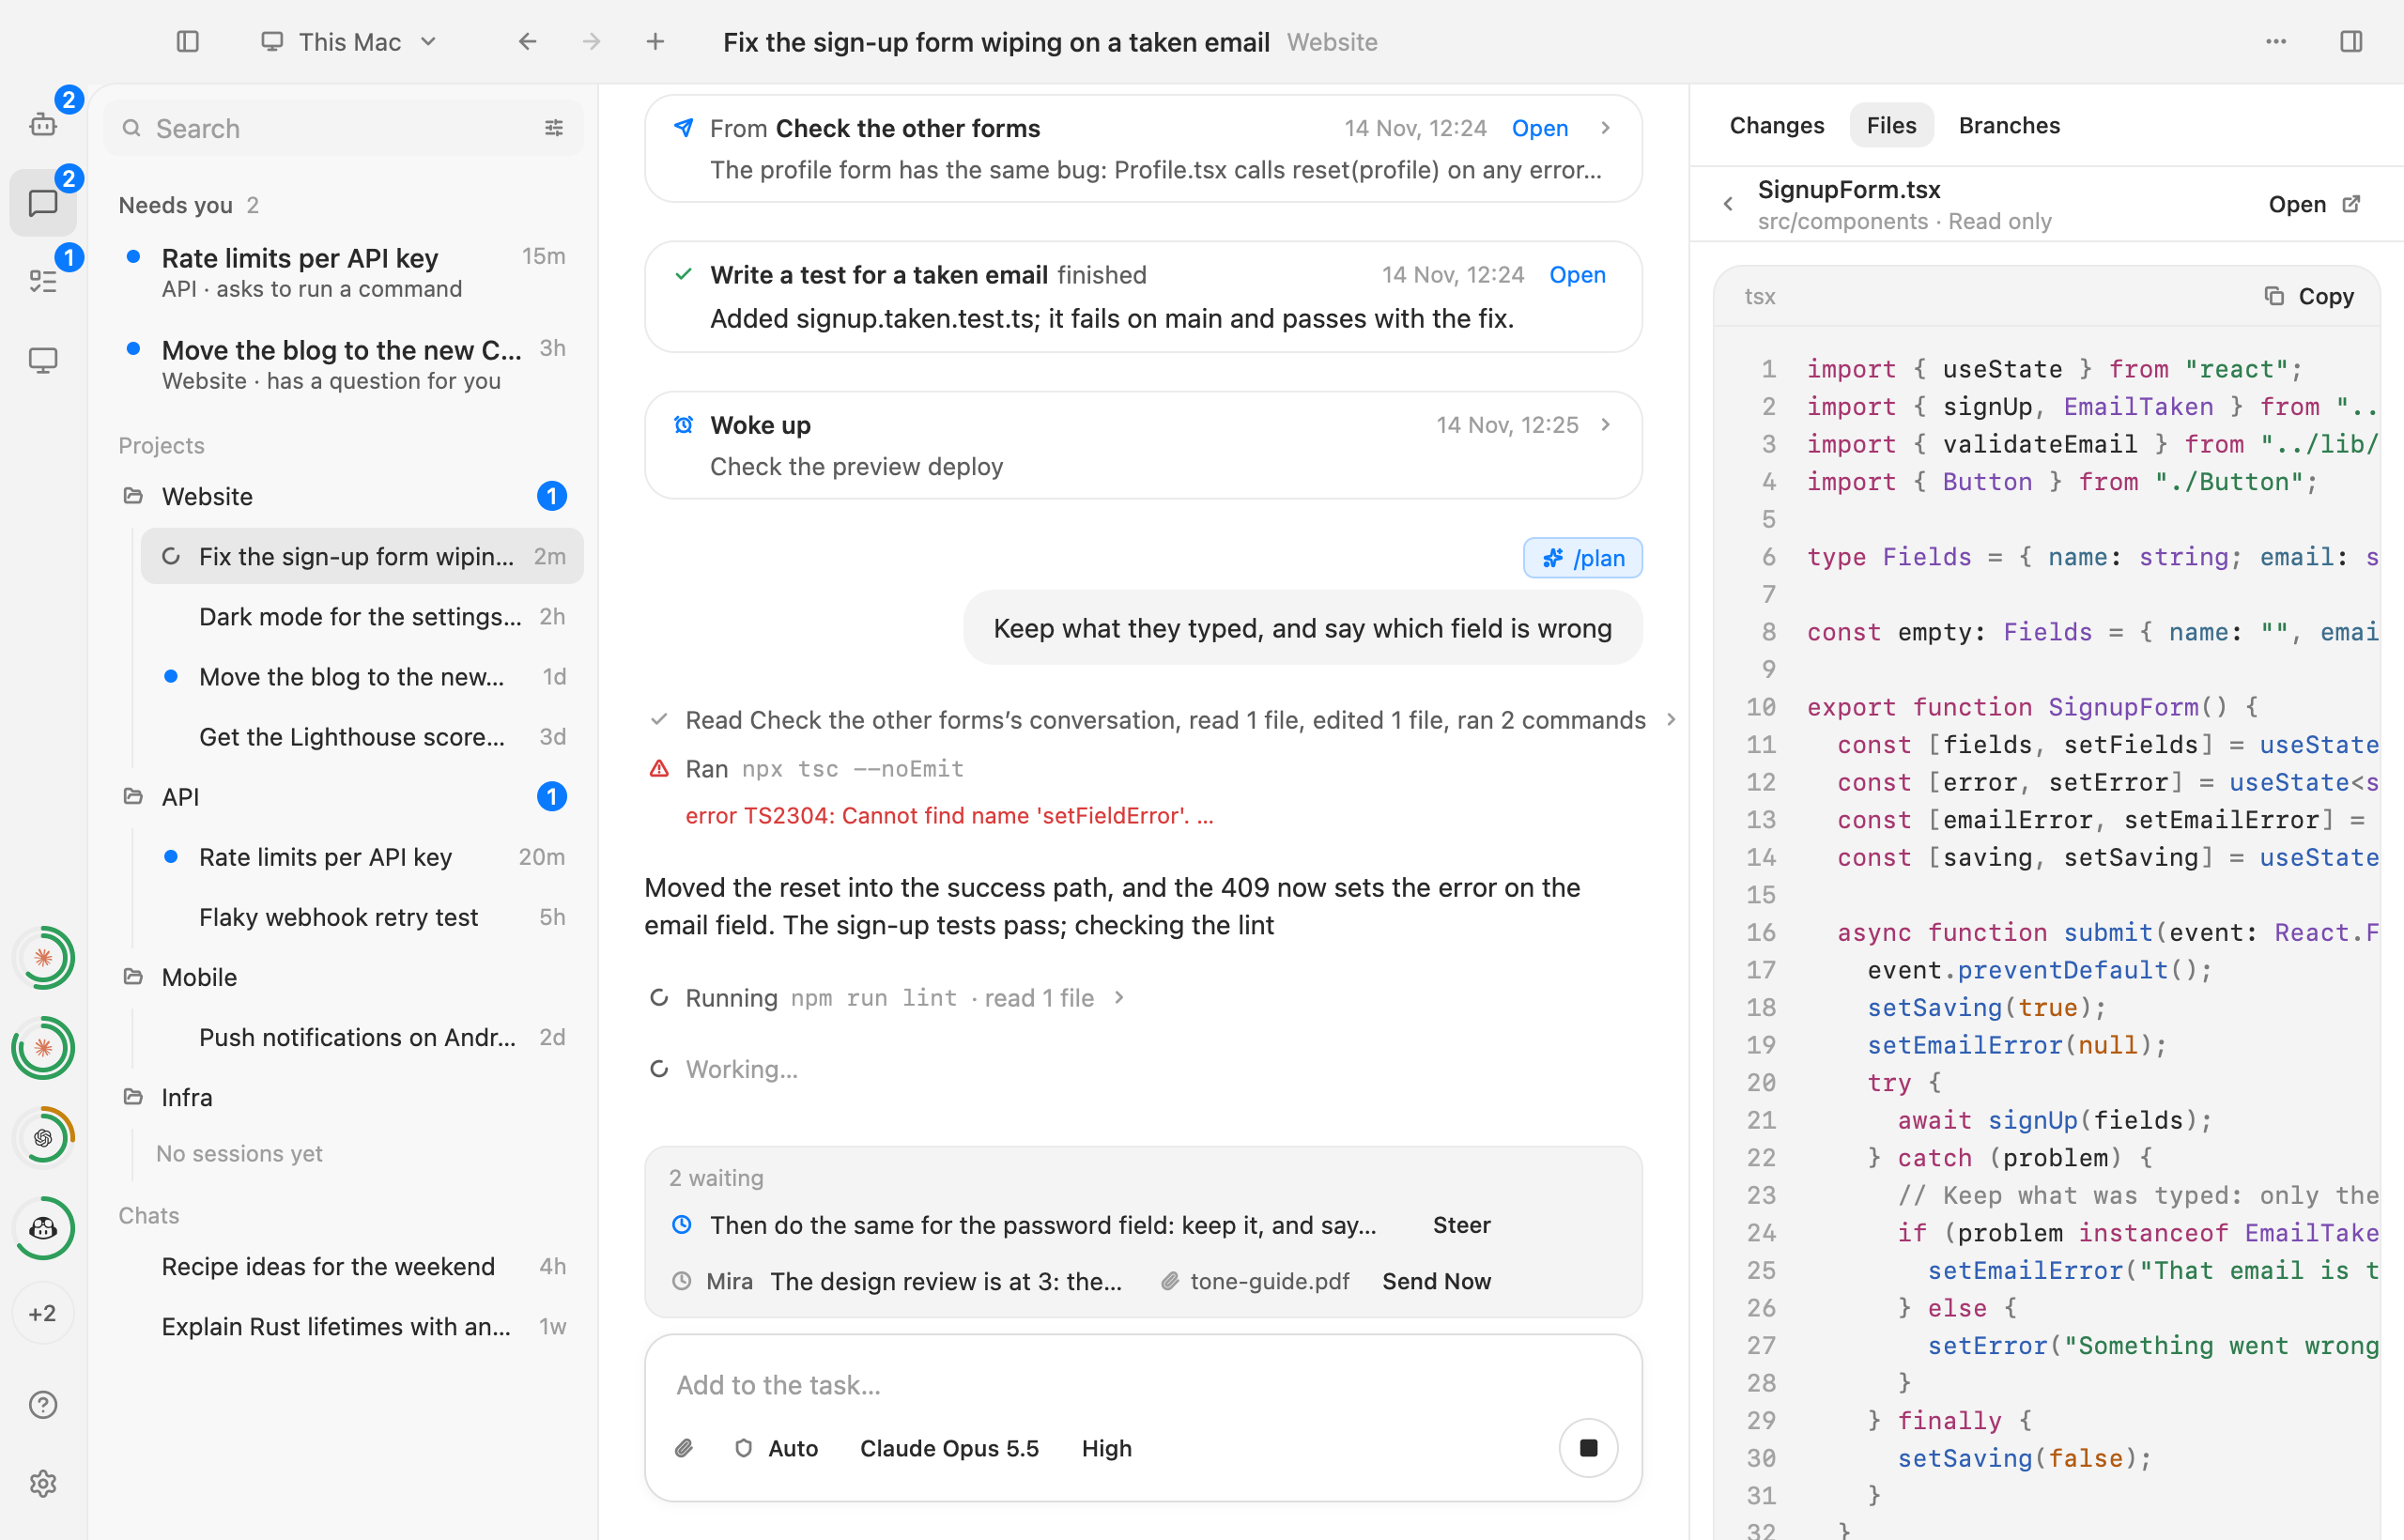 This Mac
Fix the sign-up form wiping on a taken email Website
2
2
1
+2
Search
Needs you 2
Rate limits per API key 15m
API · asks to run a command
Move the blog to the new C... 3h
Website · has a question for you
Projects
Website 1
Fix the sign-up form wipin... 2m
Dark mode for the settings... 2h
Move the blog to the new... 1d
Get the Lighthouse score... 3d
API 1
Rate limits per API key 20m
Flaky webhook retry test 5h
Mobile
Push notifications on Andr... 2d
Infra
No sessions yet
Chats
Recipe ideas for the weekend 4h
Explain Rust lifetimes with an... 1w
From Check the other forms 14 Nov, 12:24 Open
The profile form has the same bug: Profile.tsx calls reset(profile) on any error...
Write a test for a taken email finished 14 Nov, 12:24 Open
Added signup.taken.test.ts; it fails on main and passes with the fix.
Woke up 14 Nov, 12:25
Check the preview deploy
/plan
Keep what they typed, and say which field is wrong
Read Check the other forms’s conversation, read 1 file, edited 1 file, ran 2 commands
Ran npx tsc --noEmit
error TS2304: Cannot find name 'setFieldError'. ...
Moved the reset into the success path, and the 409 now sets the error on the
email field. The sign-up tests pass; checking the lint
Running npm run lint · read 1 file
Working...
2 waiting
Then do the same for the password field: keep it, and say... Steer
Mira The design review is at 3: the... tone-guide.pdf Send Now
Add to the task...
Auto Claude Opus 5.5 High
Changes Files Branches
SignupForm.tsx
src/components · Read only
Open
tsx Copy
1 import { useState } from "react";
2 import { signUp, EmailTaken } from "..
3 import { validateEmail } from "../lib/
4 import { Button } from "./Button";
5
6 type Fields = { name: string; email: s
7
8 const empty: Fields = { name: "", emai
9
10 export function SignupForm() {
11 const [fields, setFields] = useState
12 const [error, setError] = useState<s
13 const [emailError, setEmailError] =
14 const [saving, setSaving] = useState
15
16 async function submit(event: React.F
17 event.preventDefault();
18 setSaving(true);
19 setEmailError(null);
20 try {
21 await signUp(fields);
22 } catch (problem) {
23 // Keep what was typed: only the
24 if (problem instanceof EmailTake
25 setEmailError("That email is t
26 } else {
27 setError("Something went wrong
28 }
29 } finally {
30 setSaving(false);
31 }
32 }